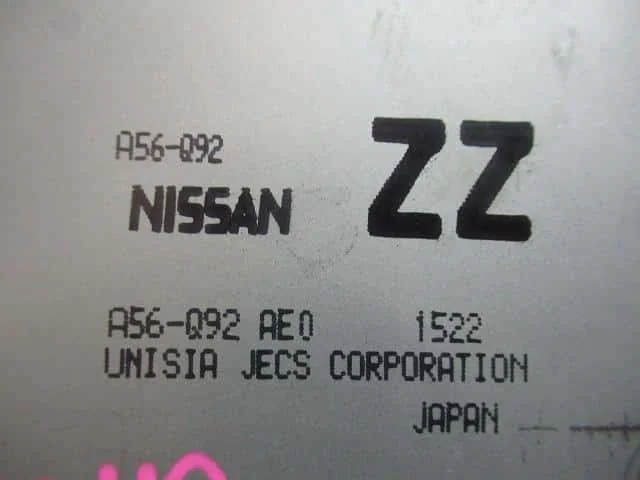 A56-Q92
NISSAN
ZZ
A56-Q92 AE0 1522
UNISIA JECS CORPORATION
JAPAN